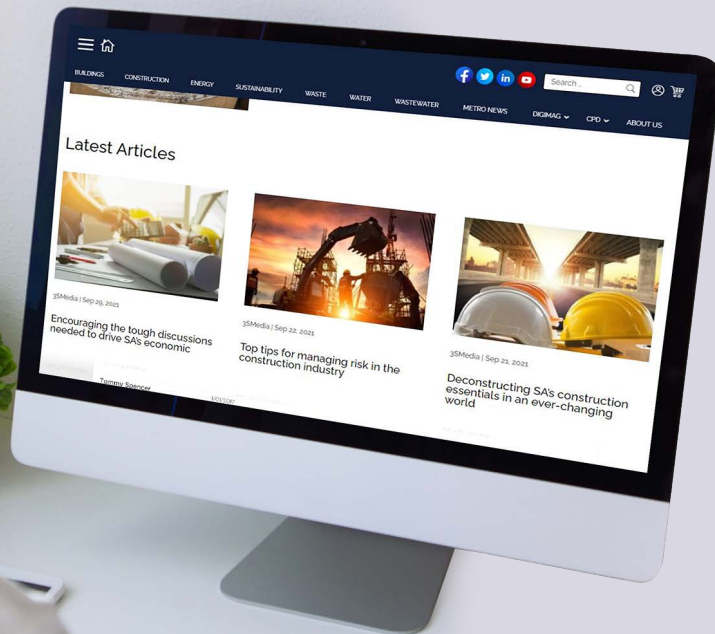 Search ..
BUILDINGS CONSTRUCTION ENERGY SUSTAINABILITY WASTE WATER WASTEWATER METRO NEWS DIGIMAG CPD ABOUT US
Latest Articles
3SMedia | Sep 29, 2021
Encouraging the tough discussions
needed to drive SA's economic
3SMedia | Sep 22, 2021
Top tips for managing risk in the
construction industry
3SMedia | Sep 21, 2021
Deconstructing SA's construction
essentials in an ever-changing
world
Tommy Spencer